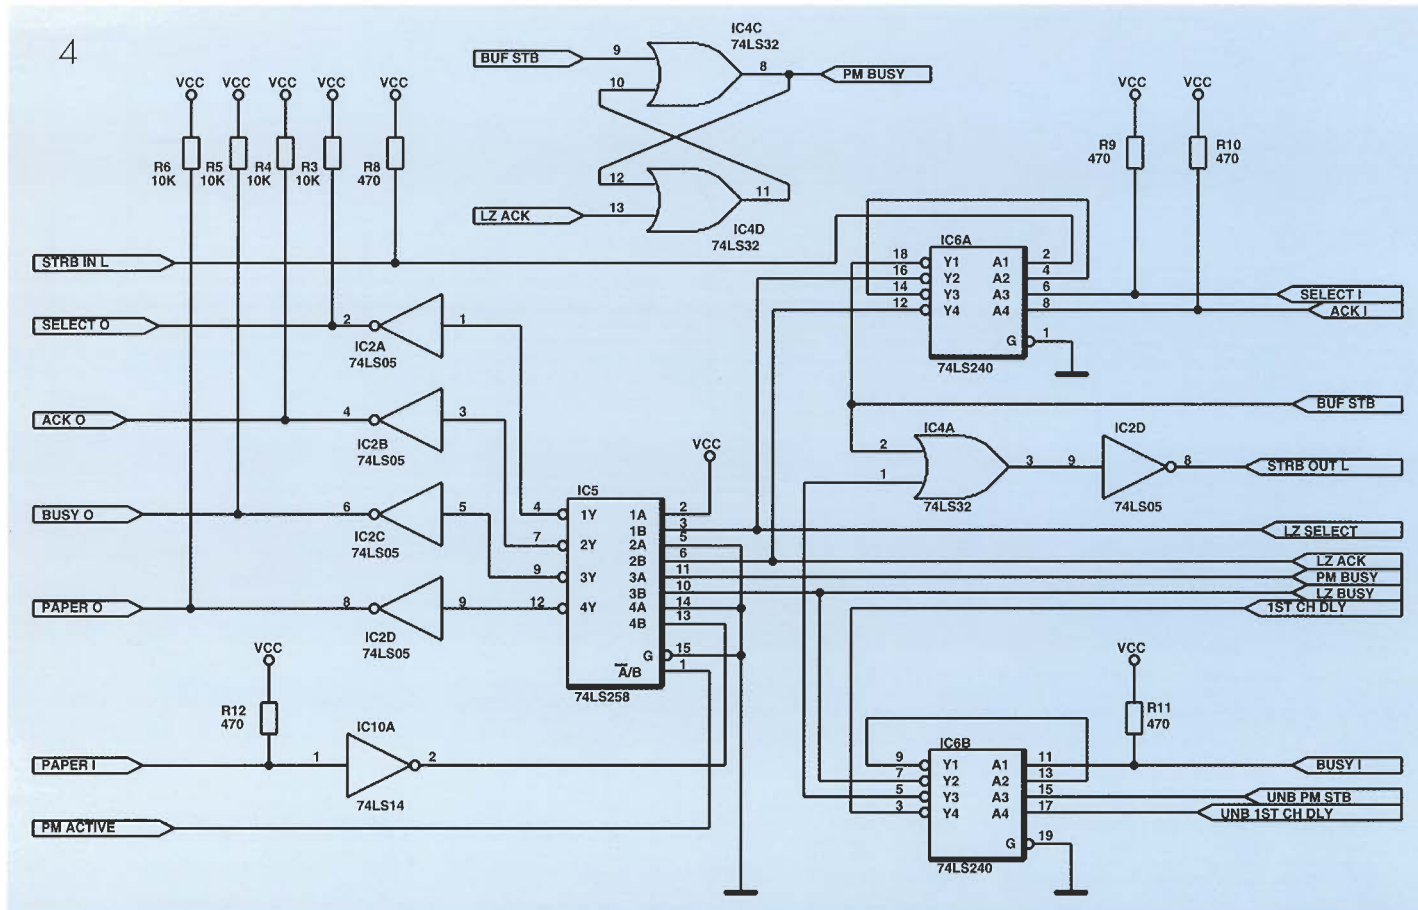 4
IC4C
74LS32
BUF STB
9
8
PM BUSY
10
VCC
VCC
VCC
VCC
VCC
VCC
VCC
R6
10K
R5
10K
R4
10K
R3
10K
R8
470
R9
470
R10
470
12
11
LZ ACK
13
IC4D
74LS32
STRB IN L
IC6A
18
Y1
A1
2
16
Y2
A2
4
14
Y3
A3
6
SELECT I
12
Y4
A4
8
ACK I
G
1
74LS240
SELECT O
2
1
IC2A
74LS05
ACK O
4
3
IC2B
74LS05
BUF STB
IC4A
IC2D
2
3
9
8
STRB OUT L
1
74LS32
74LS05
VCC
IC5
BUSY O
6
5
IC2C
74LS05
4
1Y
1A
2
1B
3
LZ SELECT
7
2Y
2A
5
2B
6
LZ ACK
9
3Y
3A
11
PM BUSY
3B
10
LZ BUSY
PAPER O
8
9
12
4Y
4A
14
1ST CH DLY
4B
13
IC2D
74LS05
G
15
A/B
1
74LS258
VCC
VCC
R12
470
R11
470
IC10A
IC6B
PAPER I
1
2
74LS14
9
Y1
A1
11
BUSY I
7
Y2
A2
13
5
Y3
A3
15
UNB PM STB
3
Y4
A4
17
UNB 1ST CH DLY
PM ACTIVE
G
19
74LS240